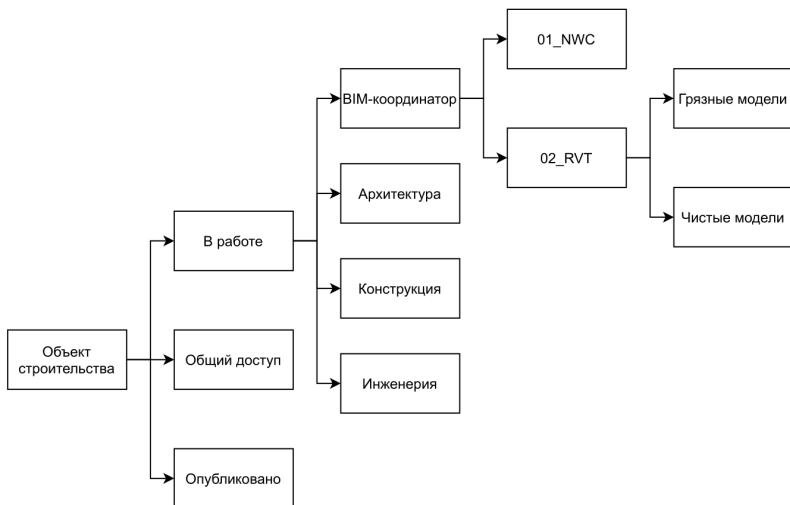 01_NWC
BIM-координатор
Грязные модели
02_RVT
Архитектура
Чистые модели
В работе
Конструкция
Объект
строительства
Общий доступ
Инженерия
Опубликовано